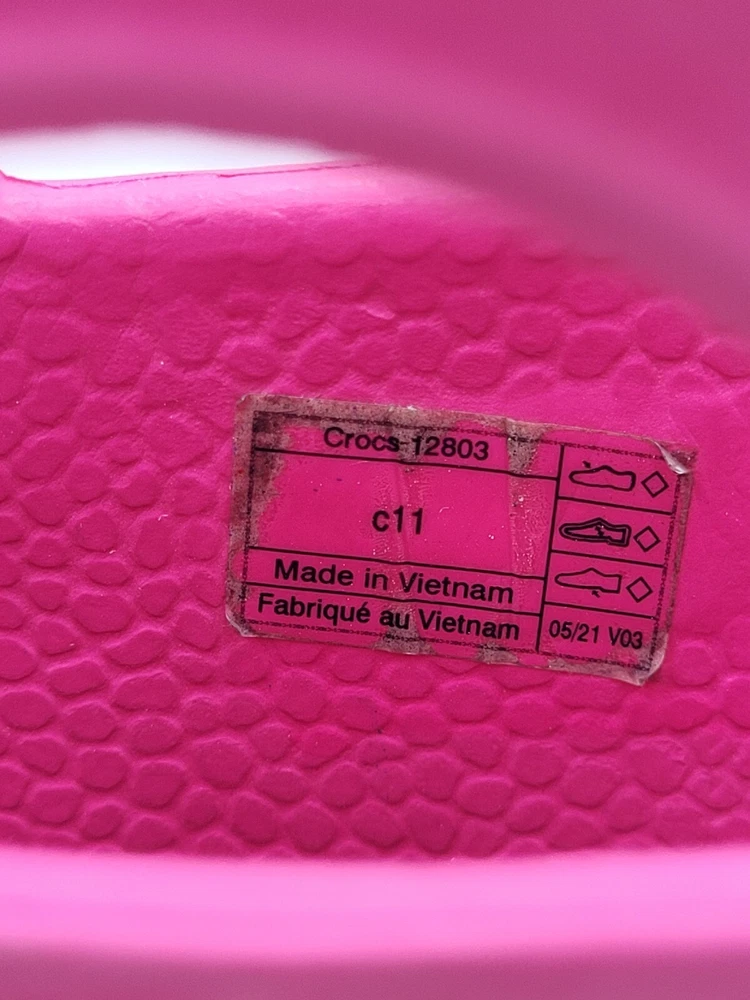 Crocs 12803
c11
Made in Vietnam
Fabriqué au Vietnam
05/21 V03